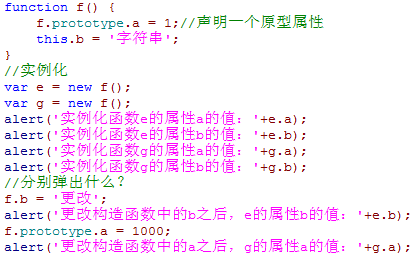 function f() {
f.prototype.a = 1;//声明一个原型属性
this.b = '字符串';
}
//实例化
var e = new f();
var g = new f();
alert('实例化函数e的属性a的值：'+e.a);
alert('实例化函数e的属性b的值：'+e.b);
alert('实例化函数g的属性a的值：'+g.a);
alert('实例化函数g的属性b的值：'+g.b);
//分别弹出什么？
f.b = '更改';
alert('更改构造函数中的b之后，e的属性b的值：'+e.b);
f.prototype.a = 1000;
alert('更改构造函数中的a之后，g的属性a的值：'+g.a);